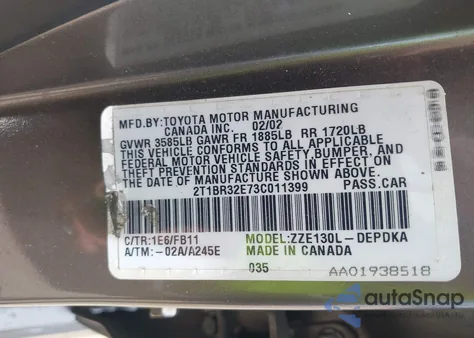 MFD.BY:TOYOTA MOTOR MANUFACTURING
CANADA INC. 02/02
GVWR 3585LB GAWR FR 1885LB RR 1720LB
THIS VEHICLE CONFORMS TO ALL APPLICABLE
FEDERAL MOTOR VEHICLE SAFETY,BUMPER, AND
THEFT PREVENTION STANDARDS IN EFFECT ON
THE DATE OF MANUFACTURE SHOWN ABOVE.
2T1BR32E73C011399 PASS.CAR
C/TR:1E6/FB11 MODEL:ZZE130L-DEPDKA
A/TM:-02A/A245E MADE IN CANADA
035 AA01938518
autoSnap